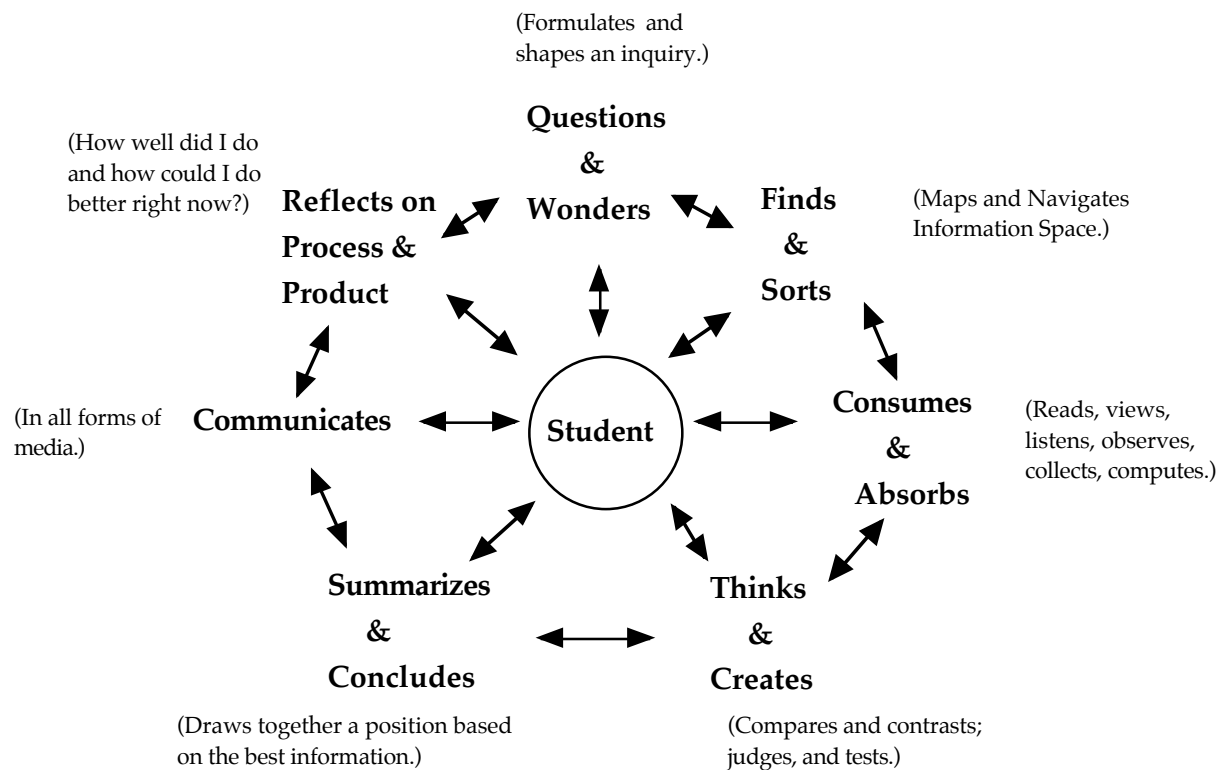 (Formulates and
shapes an inquiry.)
Questions
&
Wonders
(How well did I do
and how could I do
better right now?)
Reflects on
Process &
Product
Finds
&
Sorts
(Maps and Navigates
Information Space.)
(In all forms of
media.)
Communicates
Student
Consumes
&
Absorbs
(Reads, views,
listens, observes,
collects, computes.)
Summarizes
&
Concludes
(Draws together a position based
on the best information.)
Thinks
&
Creates
(Compares and contrasts;
judges, and tests.)